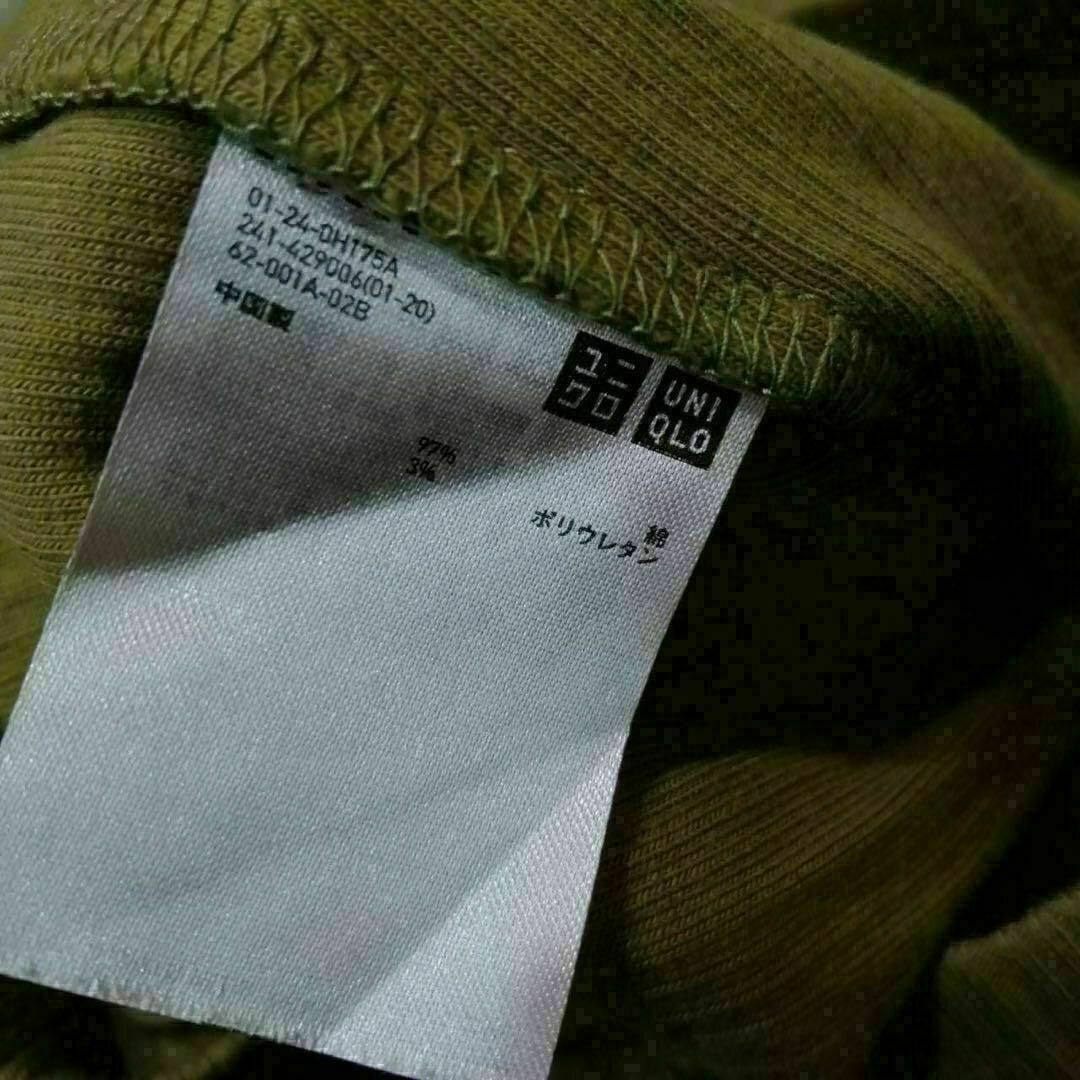 01-24-0H175A
241-429006(01-20)
62-001A-02B
中国製
ユニ
クロ
UNI
QLO
綿 97%
ポリウレタン 3%